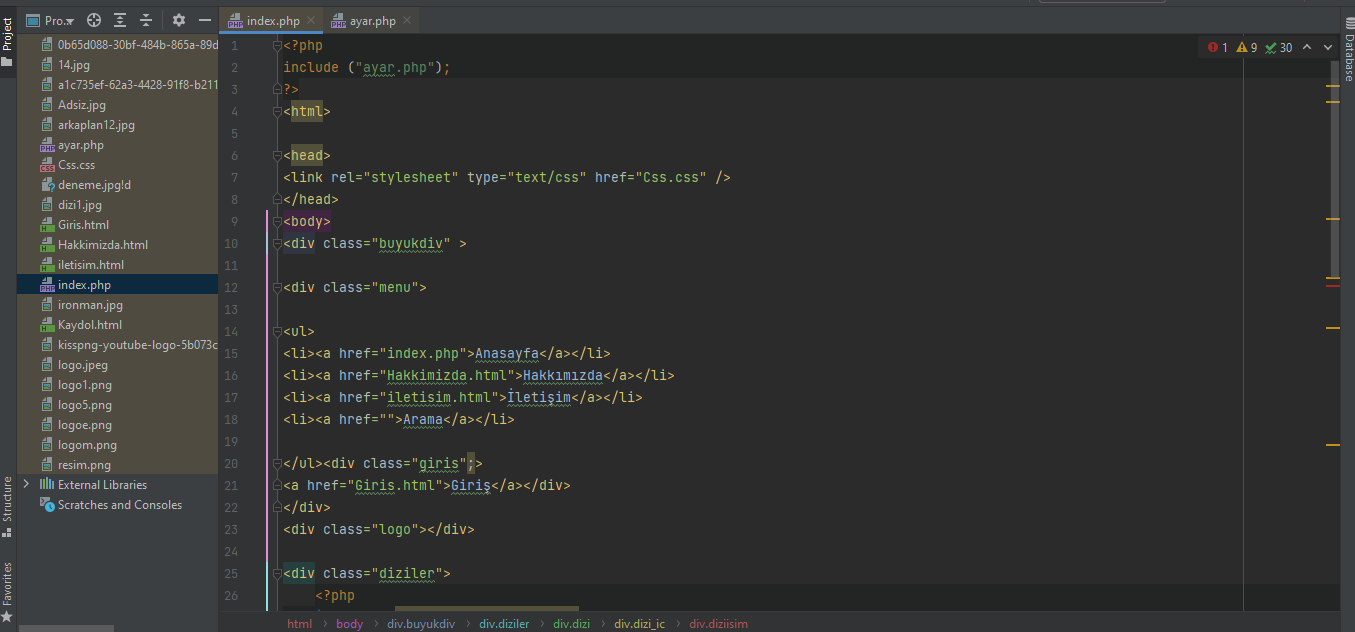 Project
Pro...
0b65d088-30bf-484b-865a-89d
14.jpg
a1c735ef-62a3-4428-91f8-b211
Adsiz.jpg
arkaplan12.jpg
ayar.php
Css.css
deneme.jpg!d
dizi1.jpg
Giris.html
Hakkimizda.html
iletisim.html
index.php
ironman.jpg
Kaydol.html
kisspng-youtube-logo-5b073c
logo.jpeg
logo1.png
logo5.png
logoe.png
logom.png
resim.png
External Libraries
Scratches and Consoles
Structure
Favorites
index.php
ayar.php
1 9 30
Database
1 <?php
2 include ("ayar.php");
3 ?>
4 <html>
5
6 <head>
7 <link rel="stylesheet" type="text/css" href="Css.css" />
8 </head>
9 <body>
10 <div class="buyukdiv" >
11
12 <div class="menu">
13
14 <ul>
15 <li><a href="index.php">Anasayfa</a></li>
16 <li><a href="Hakkimizda.html">Hakkımızda</a></li>
17 <li><a href="iletisim.html">İletişim</a></li>
18 <li><a href="">Arama</a></li>
19
20 </ul><div class="giris";>
21 <a href="Giris.html">Giriş</a></div>
22 </div>
23 <div class="logo"></div>
24
25 <div class="diziler">
26 <?php
html > body > div.buyukdiv > div.diziler > div.dizi > div.dizi_ic > div.diziisim